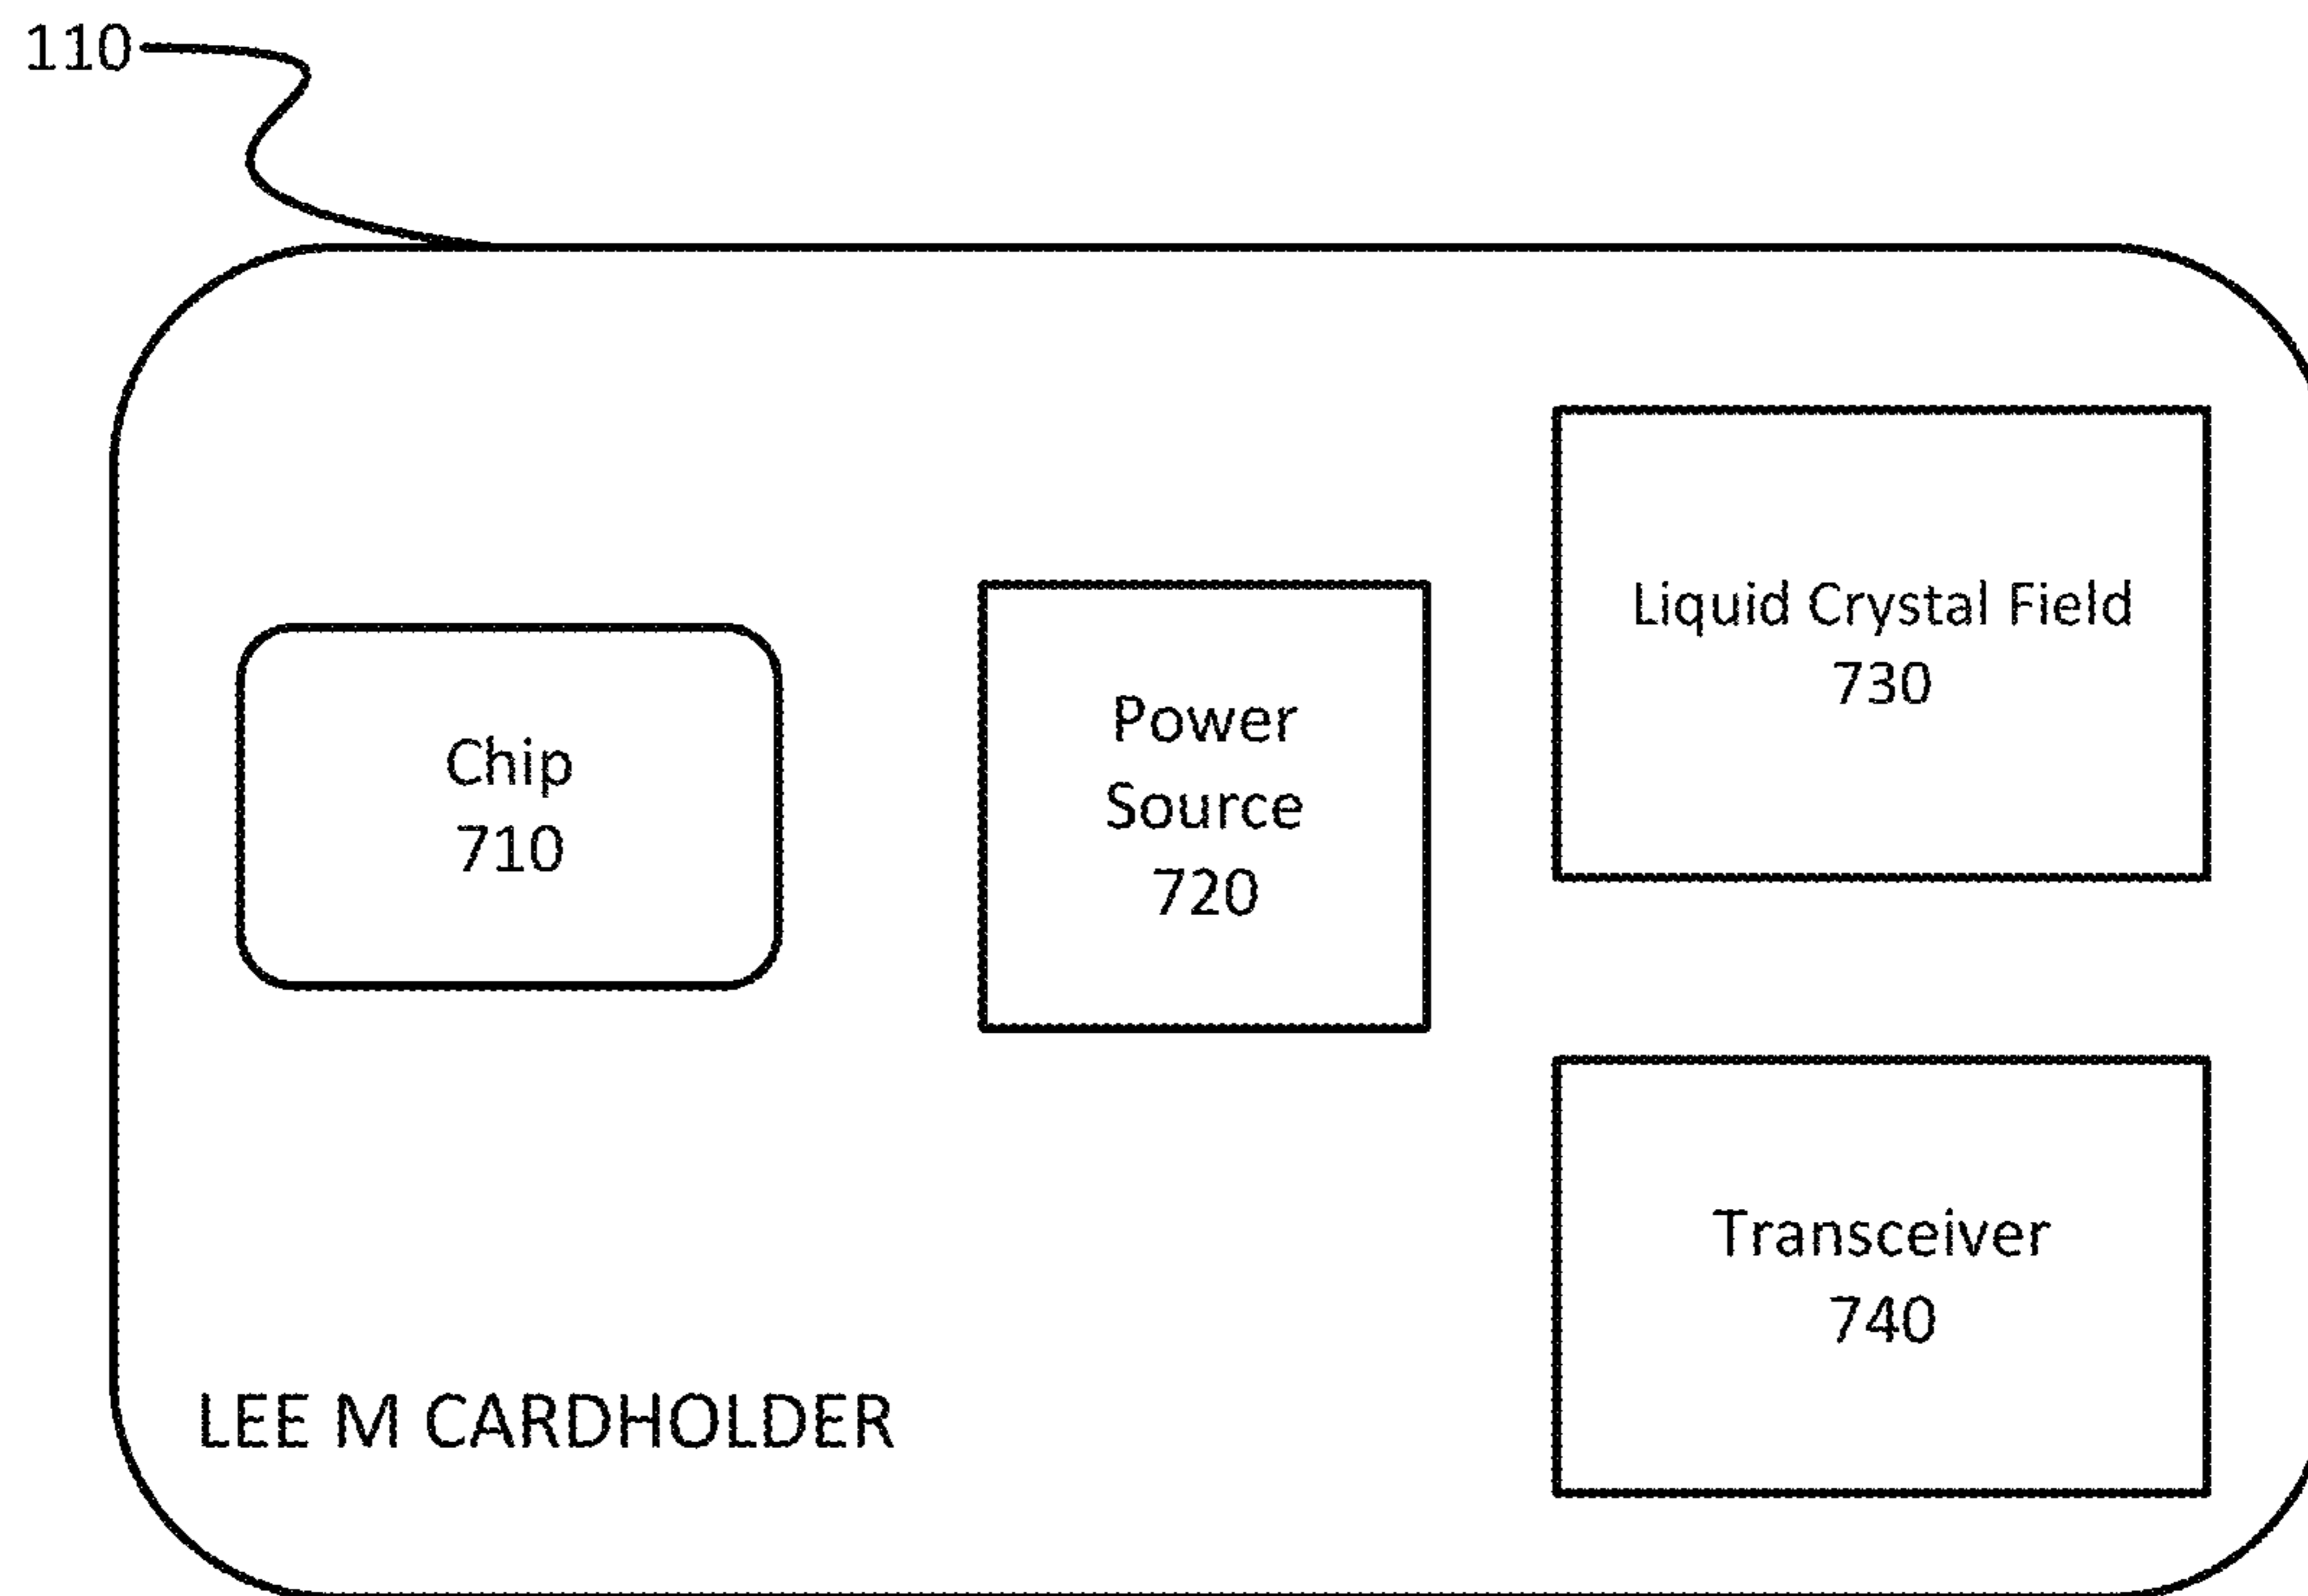 110
Chip
710
Power
Source
720
Liquid Crystal Field
730
Transceiver
740
LEE M CARDHOLDER